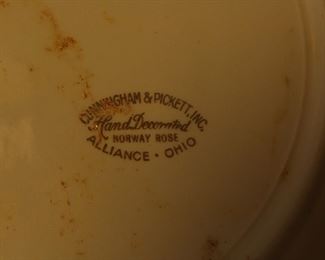 CUNNINGHAM & PICKETT, INC.
Hand Decorated
NORWAY ROSE
ALLIANCE • OHIO